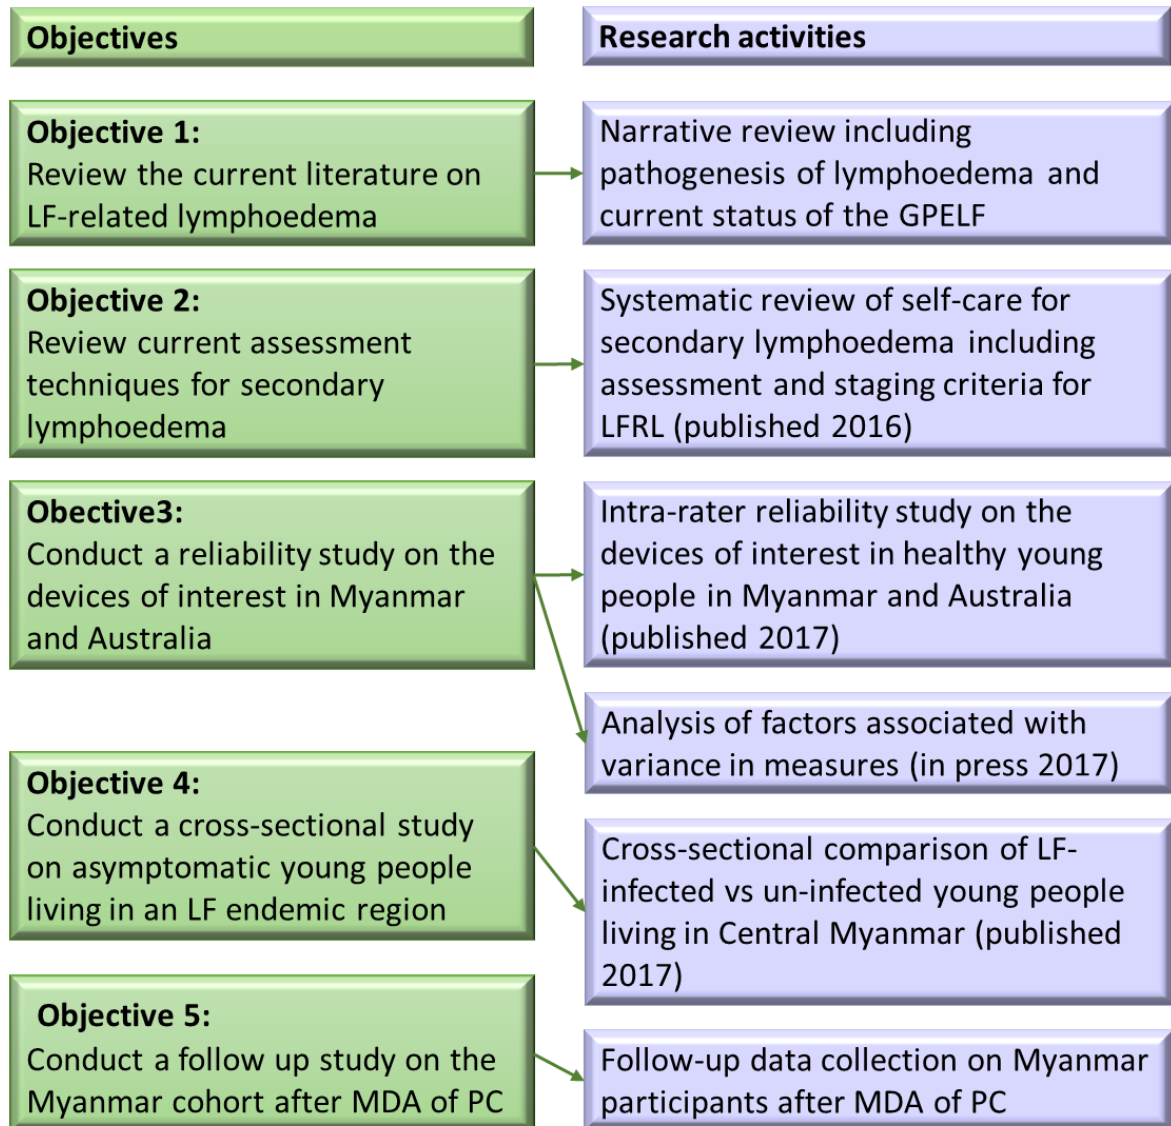 Objectives
Research activities
Objective 1:
Review the current literature on
LF-related lymphoedema
Narrative review including
pathogenesis of lymphoedema and
current status of the GPELF
Objective 2:
Review current assessment
techniques for secondary
lymphoedema
Systematic review of self-care for
secondary lymphoedema including
assessment and staging criteria for
LFRL (published 2016)
Obective3:
Conduct a reliability study on the
devices of interest in Myanmar
and Australia
Intra-rater reliability study on the
devices of interest in healthy young
people in Myanmar and Australia
(published 2017)
Analysis of factors associated with
variance in measures (in press 2017)
Objective 4:
Conduct a cross-sectional study
on asymptomatic young people
living in an LF endemic region
Cross-sectional comparison of LF-
infected vs un-infected young people
living in Central Myanmar (published
2017)
Objective 5:
Conduct a follow up study on the
Myanmar cohort after MDA of PC
Follow-up data collection on Myanmar
participants after MDA of PC